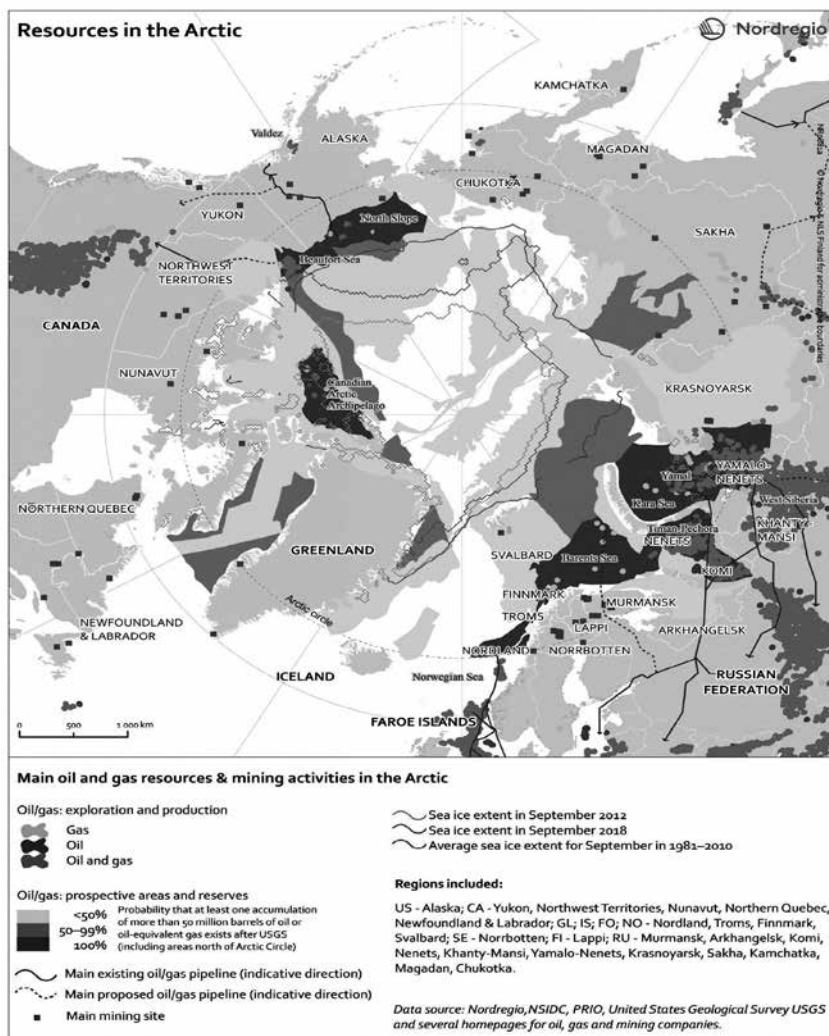 Resources in the Arctic
Nordregio
KAMCHATKA
Valdez
ALASKA
MAGADAN
CHUKOTKA
YUKON
North Slope
SAKHA
Beaufort Sea
NORTHWEST
TERRITORIES
CANADA
NUNAVUT
KRASNOYARSK
Canadian
Arctic
Archipelago
Yamal
YAMALO-
NENETS
Kara Sea
West Siberia
NORTHERN QUEBEC
Timan-Pechora
NENETS
KHANTY-
MANSI
GREENLAND
SVALBARD
Barents Sea
KOMI
FINNMARK
MURMANSK
Arctic circle
TROMS
LAPPI
ARKHANGELSK
NEWFOUNDLAND
& LABRADOR
NORDLAND
NORRBOTTEN
ICELAND
Norwegian Sea
RUSSIAN
FEDERATION
FAROE ISLANDS
0 500 1 000 km
© Nordregio & NLS Finland for administrative boundaries
Main oil and gas resources & mining activities in the Arctic
Oil/gas: exploration and production
Gas
Oil
Oil and gas
Oil/gas: prospective areas and reserves
<50%
50–99%
100%
Probability that at least one accumulation
of more than 50 million barrels of oil or
oil-equivalent gas exists after USGS
(including areas north of Arctic Circle)
Main existing oil/gas pipeline (indicative direction)
Main proposed oil/gas pipeline (indicative direction)
Main mining site
Sea ice extent in September 2012
Sea ice extent in September 2018
Average sea ice extent for September in 1981–2010
Regions included:
US - Alaska; CA - Yukon, Northwest Territories, Nunavut, Northern Quebec,
Newfoundland & Labrador; GL; IS; FO; NO - Nordland, Troms, Finnmark,
Svalbard; SE - Norrbotten; FI - Lappi; RU - Murmansk, Arkhangelsk, Komi,
Nenets, Khanty-Mansi, Yamalo-Nenets, Krasnoyarsk, Sakha, Kamchatka,
Magadan, Chukotka.
Data source: Nordregio, NSIDC, PRIO, United States Geological Survey USGS
and several homepages for oil, gas and mining companies.